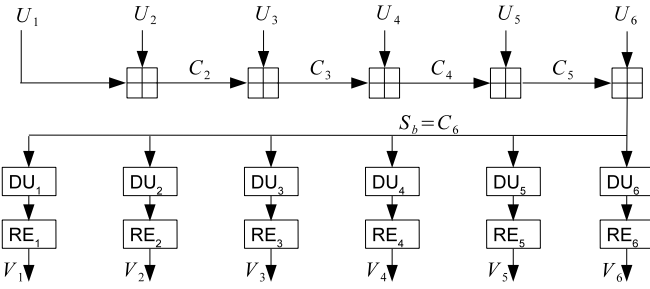 U₁ U₂ U₃ U₄ U₅ U₆
C₂ C₃ C₄ C₅
S_b=C₆
DU₁ DU₂ DU₃ DU₄ DU₅ DU₆
RE₁ RE₂ RE₃ RE₄ RE₅ RE₆
V₁ V₂ V₃ V₄ V₅ V₆